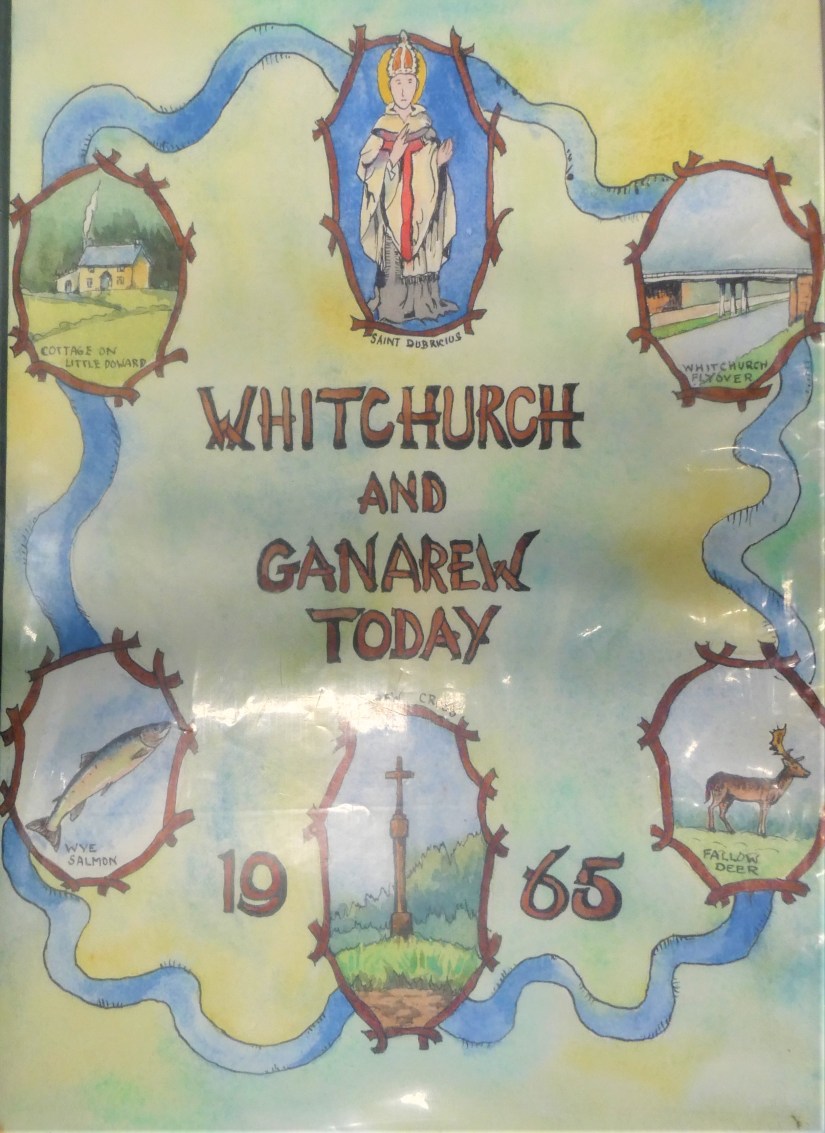 SAINT DUBRICIUS
COTTAGE ON
LITTLE DOWARD
WHITCHURCH
FLYOVER
WHITCHURCH
AND
GANAREW
TODAY
WYE
SALMON
19
65
FALLOW
DEER